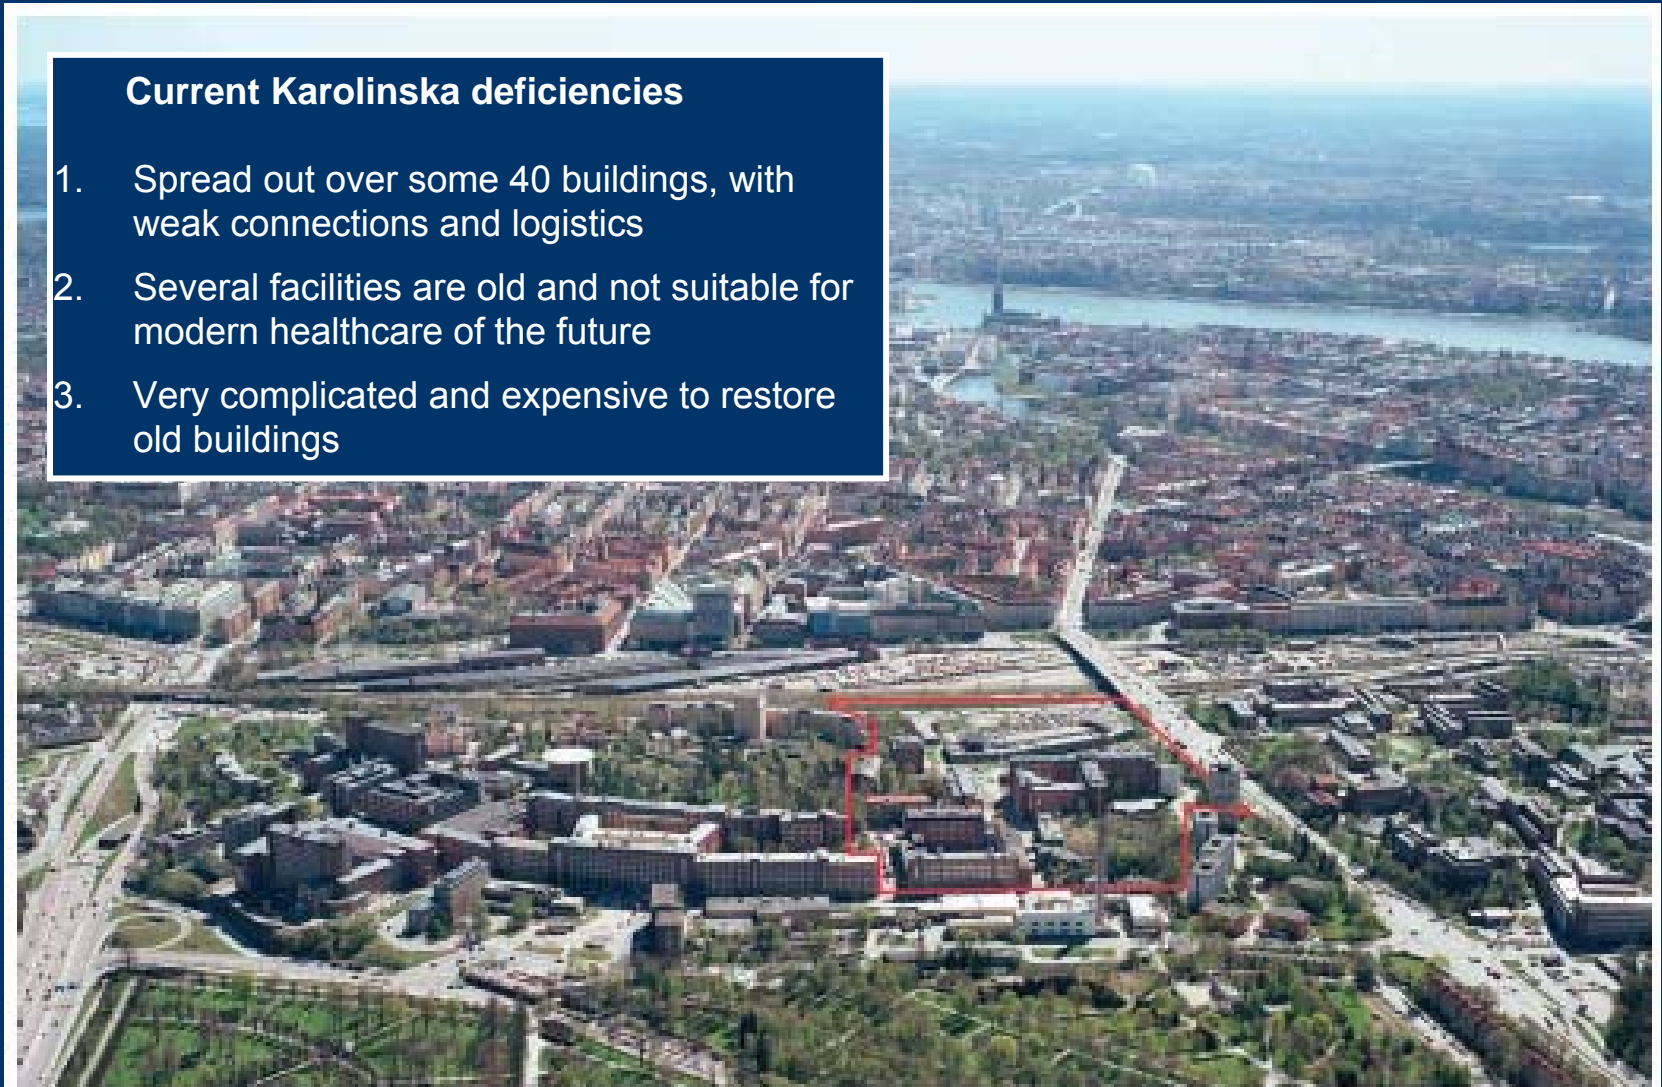 Current Karolinska deficiencies
1. Spread out over some 40 buildings, with
weak connections and logistics
2. Several facilities are old and not suitable for
modern healthcare of the future
3. Very complicated and expensive to restore
old buildings